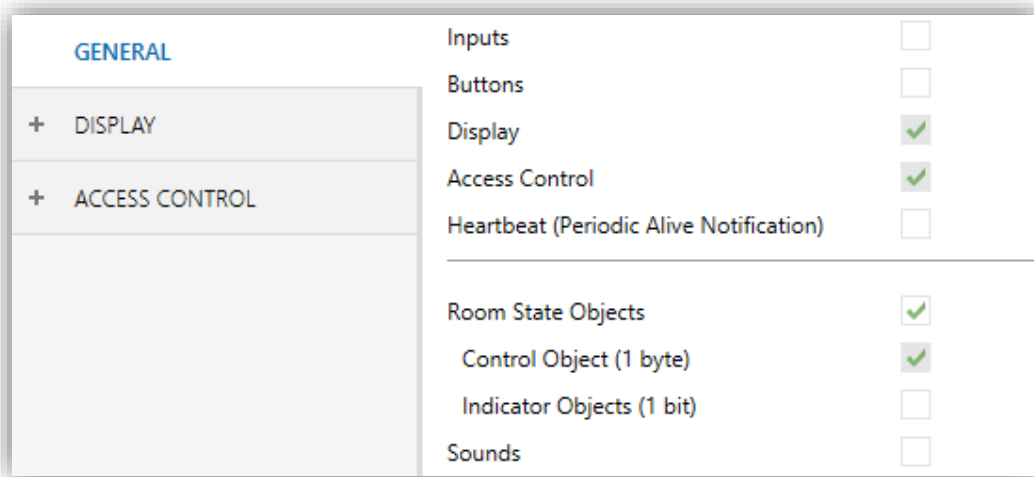 GENERAL
+ DISPLAY
+ ACCESS CONTROL
Inputs
Buttons
Display
Access Control
Heartbeat (Periodic Alive Notification)
Room State Objects
Control Object (1 byte)
Indicator Objects (1 bit)
Sounds